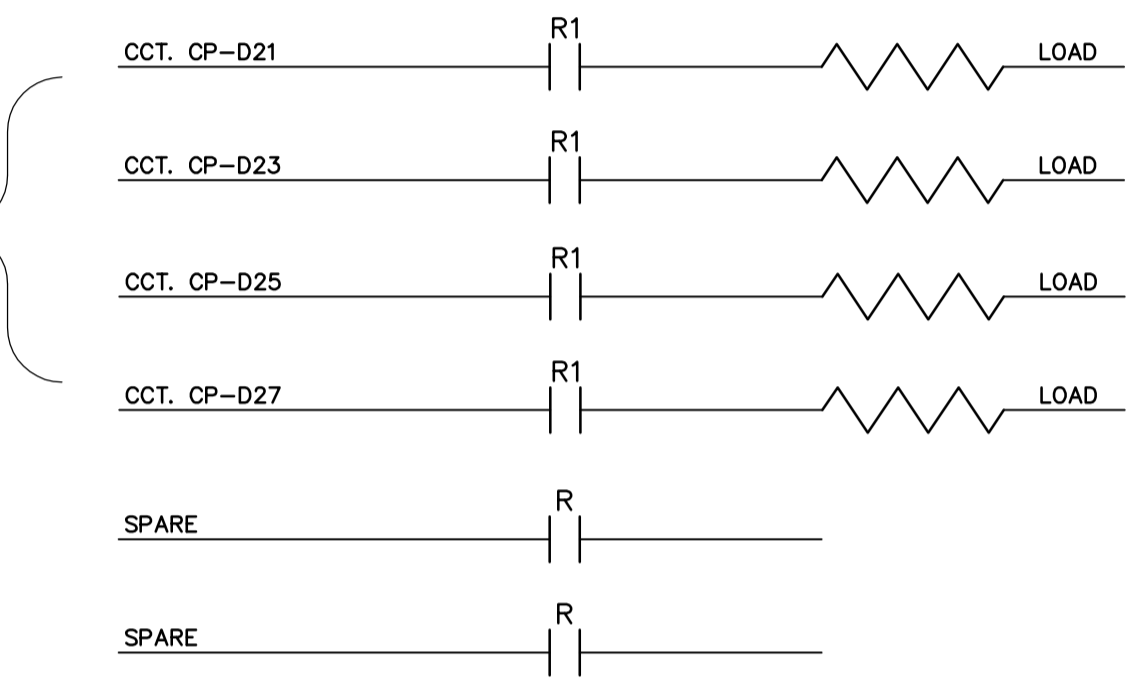 R1
CCT. CP-D21 LOAD
R1
CCT. CP-D23 LOAD
R1
CCT. CP-D25 LOAD
R1
CCT. CP-D27 LOAD
R
SPARE
R
SPARE